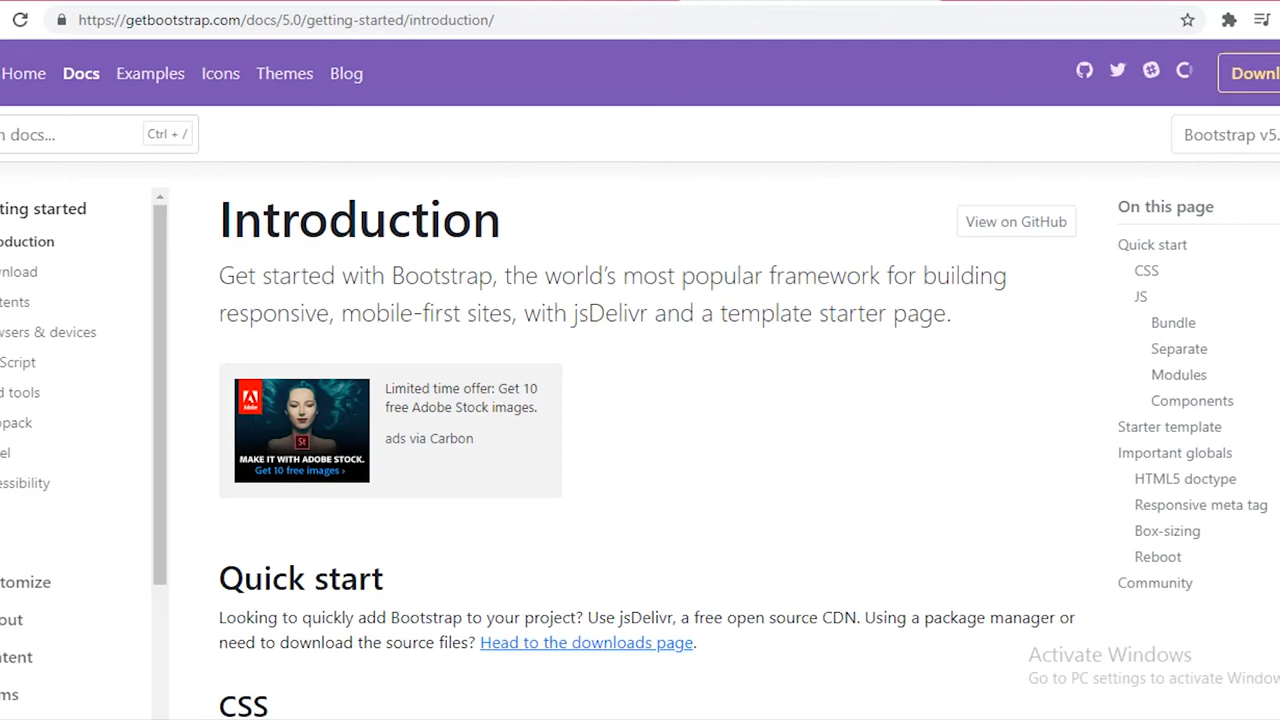 https://getbootstrap.com/docs/5.0/getting-started/introduction/
Home Docs Examples Icons Themes Blog
Downl
n docs... Ctrl + /
Bootstrap v5.
ting started
oduction
nload
tents
wsers & devices
Script
d tools
pack
el
essibility
tomize
out
ntent
ms
Introduction
View on GitHub
Get started with Bootstrap, the world's most popular framework for building
responsive, mobile-first sites, with jsDelivr and a template starter page.
Adobe
St
MAKE IT WITH ADOBE STOCK.
Get 10 free images ›
Limited time offer: Get 10
free Adobe Stock images.
ads via Carbon
Quick start
Looking to quickly add Bootstrap to your project? Use jsDelivr, a free open source CDN. Using a package manager or
need to download the source files? Head to the downloads page.
CSS
On this page
Quick start
CSS
JS
Bundle
Separate
Modules
Components
Starter template
Important globals
HTML5 doctype
Responsive meta tag
Box-sizing
Reboot
Community
Activate Windows
Go to PC settings to activate Window